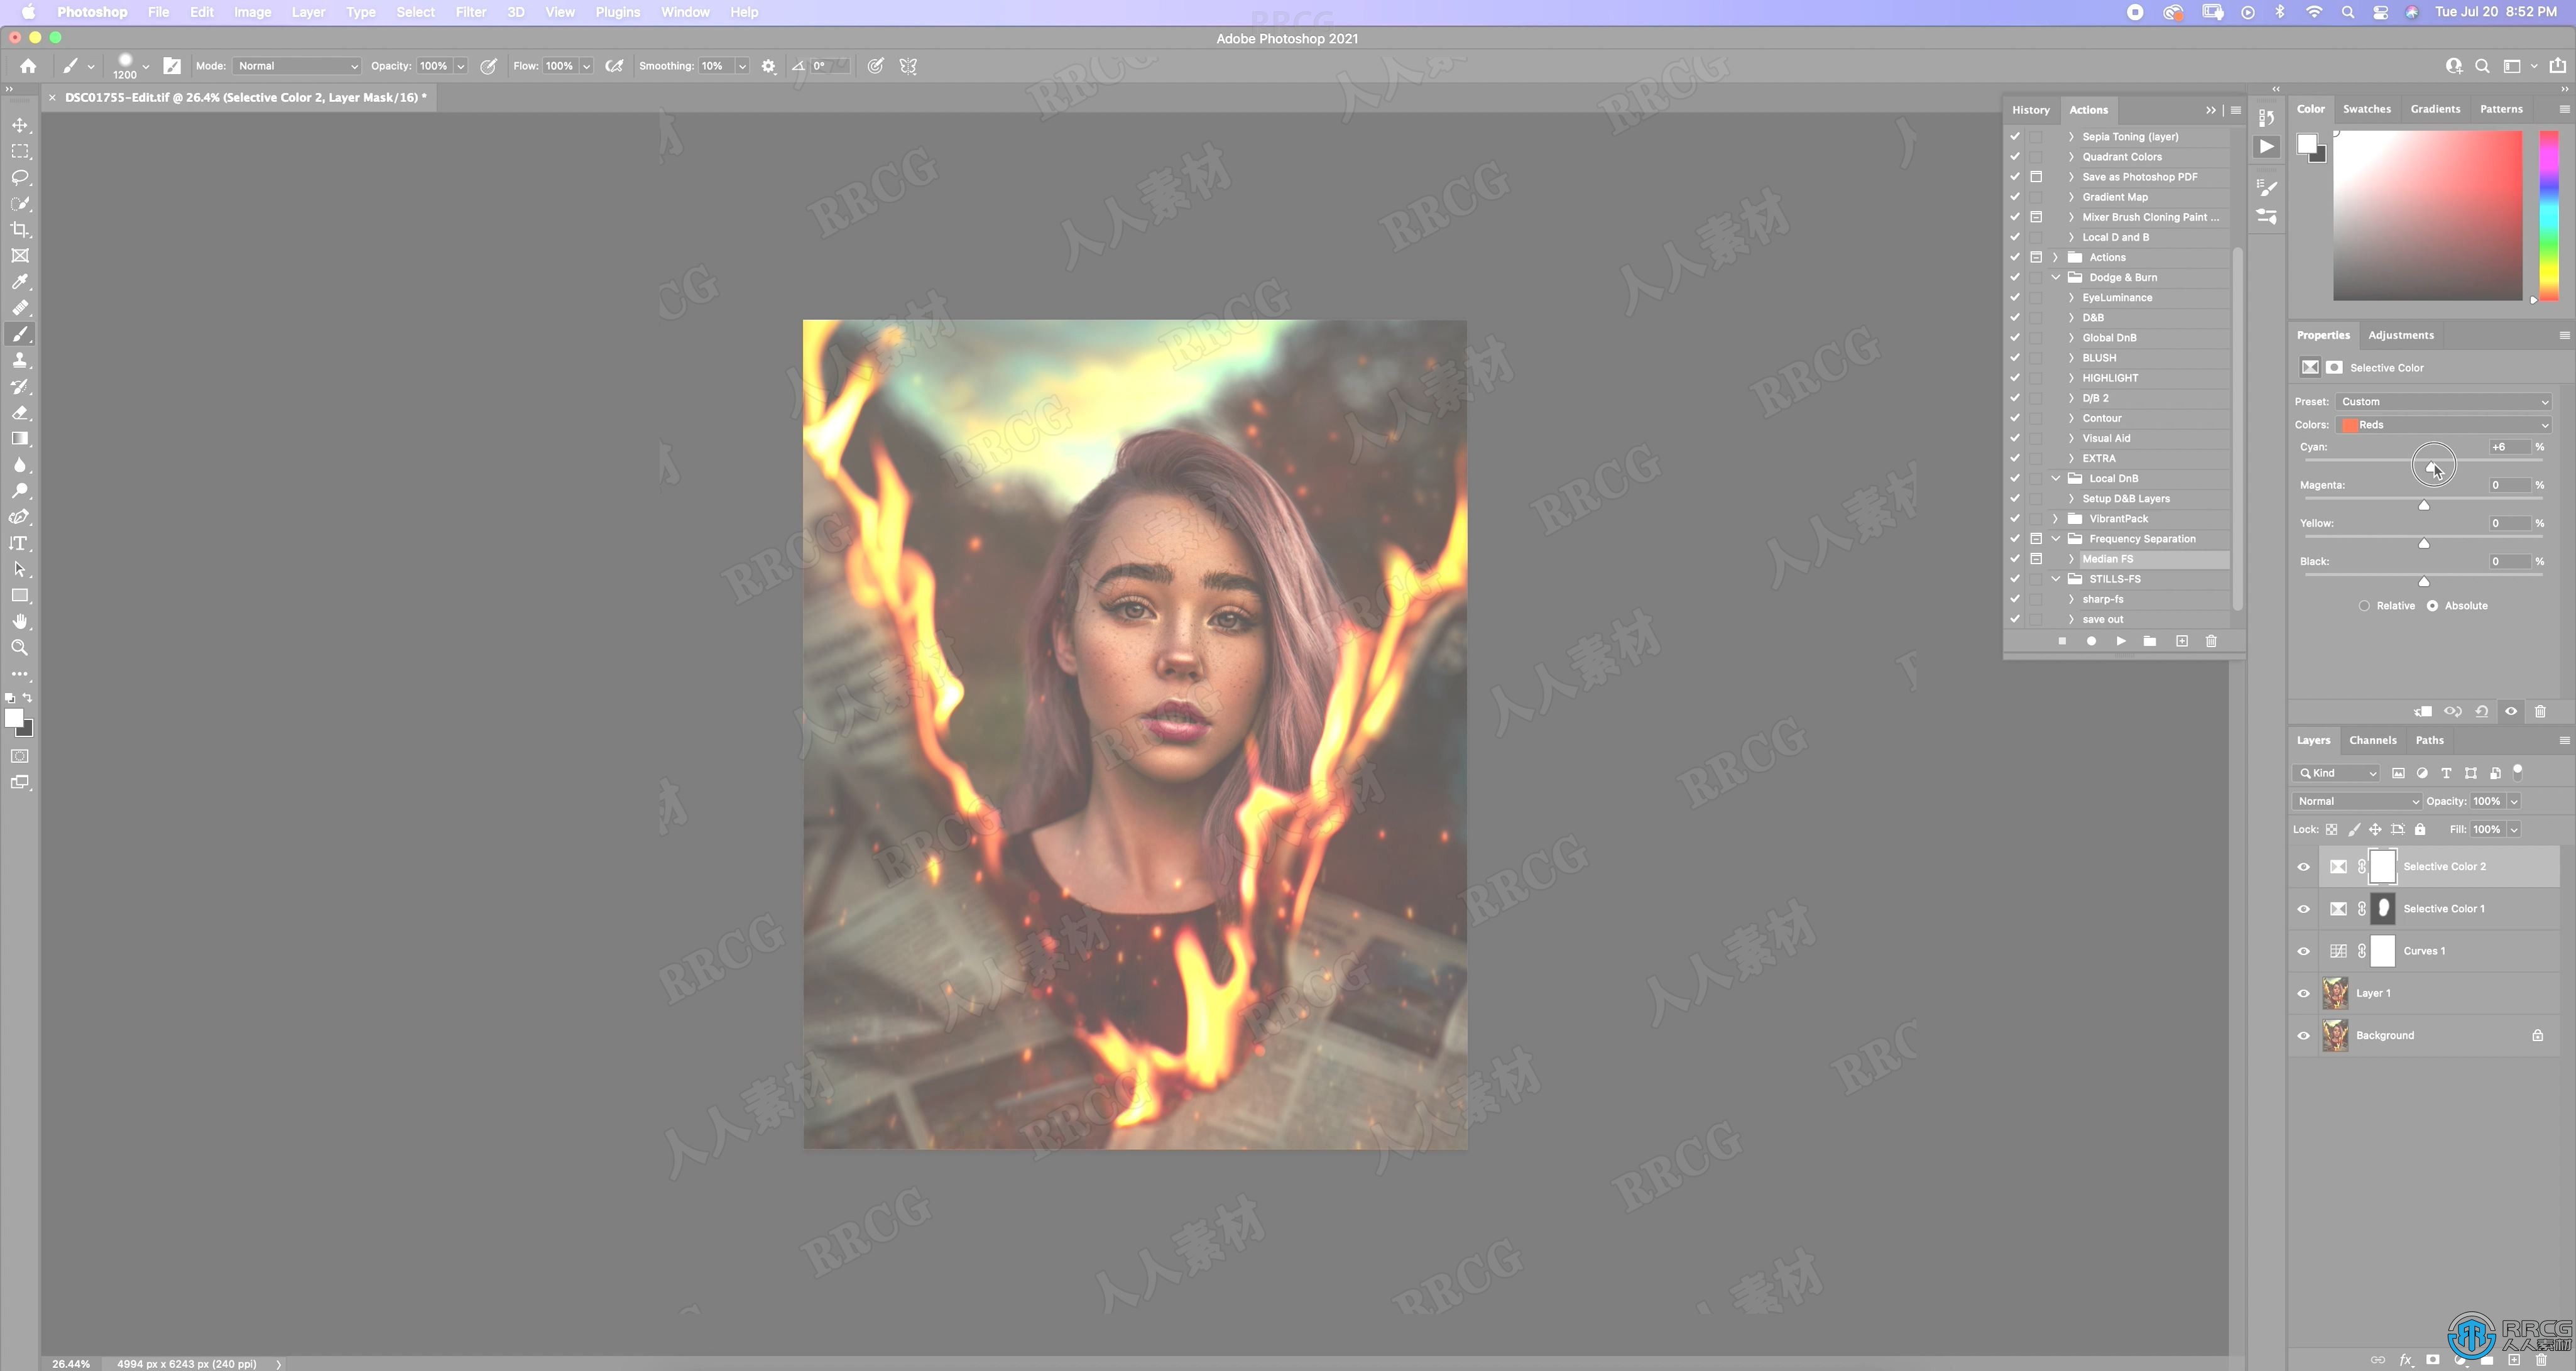 Photoshop File Edit Image Layer Type Select Filter 3D View Plugins Window Help Tue Jul 20 8:52 PM
RRCG
Adobe Photoshop 2021
1200 Mode: Normal Opacity: 100% Flow: 100% Smoothing: 10% 0°
DSC01755-Edit.tif @ 26.4% (Selective Color 2, Layer Mask/16) *
History Actions
Sepia Toning (layer)
Quadrant Colors
Save as Photoshop PDF
Gradient Map
Mixer Brush Cloning Paint ...
Local D and B
Actions
Dodge & Burn
EyeLuminance
D&B
Global DnB
BLUSH
HIGHLIGHT
D/B 2
Contour
Visual Aid
EXTRA
Local DnB
Setup D&B Layers
VibrantPack
Frequency Separation
Median FS
STILLS-FS
sharp-fs
save out
Color Swatches Gradients Patterns
Properties Adjustments
Selective Color
Preset: Custom
Colors: Reds
Cyan: +6 %
Magenta: 0 %
Yellow: 0 %
Black: 0 %
Relative Absolute
Layers Channels Paths
Kind
Normal Opacity: 100%
Lock: Fill: 100%
Selective Color 2
Selective Color 1
Curves 1
Layer 1
Background
fx
26.44% 4994 px x 6243 px (240 ppi)
RRCG
人人素材
RRCG
人人素材